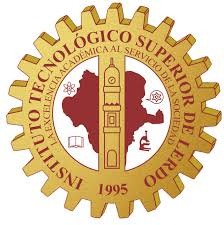 INSTITUTO TECNOLÓGICO SUPERIOR DE LERDO
LA EXCELENCIA ACADÉMICA AL SERVICIO DE LA SOCIEDAD
1995